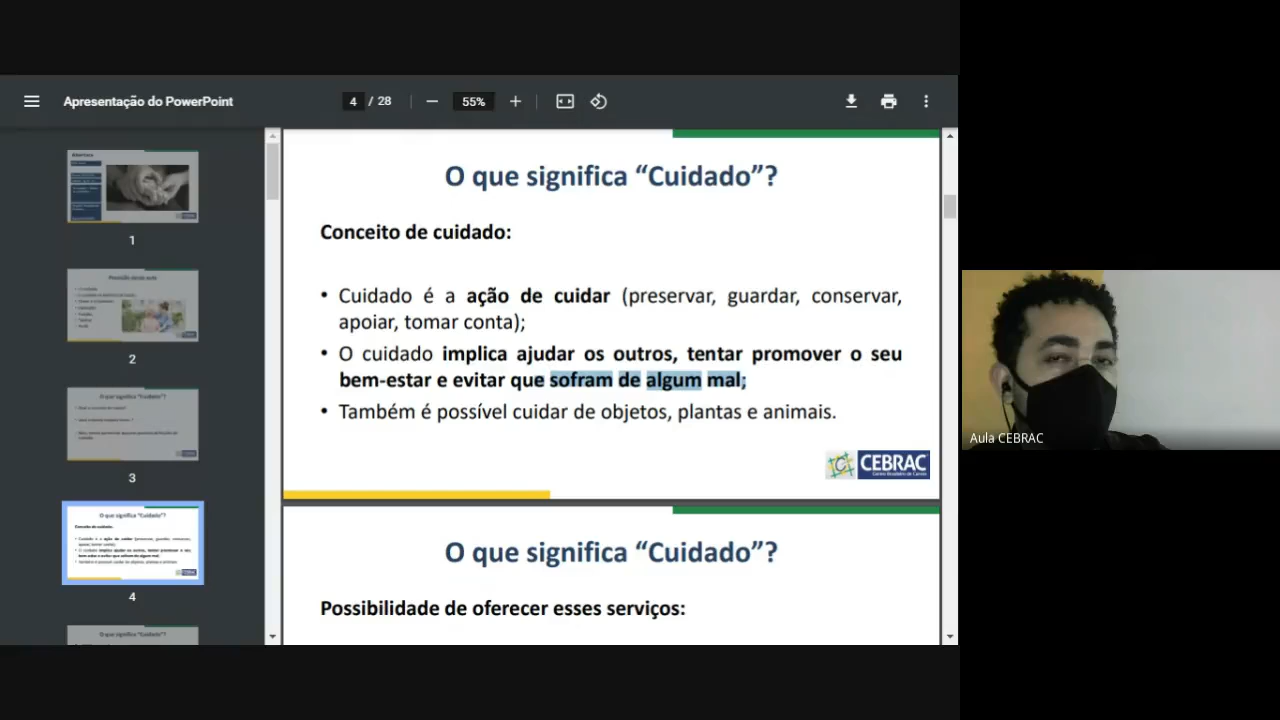 Apresentação do PowerPoint
4 / 28
55%
1
2
3
4
O que significa “Cuidado”?
Conceito de cuidado:
• Cuidado é a ação de cuidar (preservar, guardar, conservar,
apoiar, tomar conta);
• O cuidado implica ajudar os outros, tentar promover o seu
bem-estar e evitar que sofram de algum mal;
• Também é possível cuidar de objetos, plantas e animais.
CEBRAC
O que significa “Cuidado”?
Possibilidade de oferecer esses serviços:
Aula CEBRAC